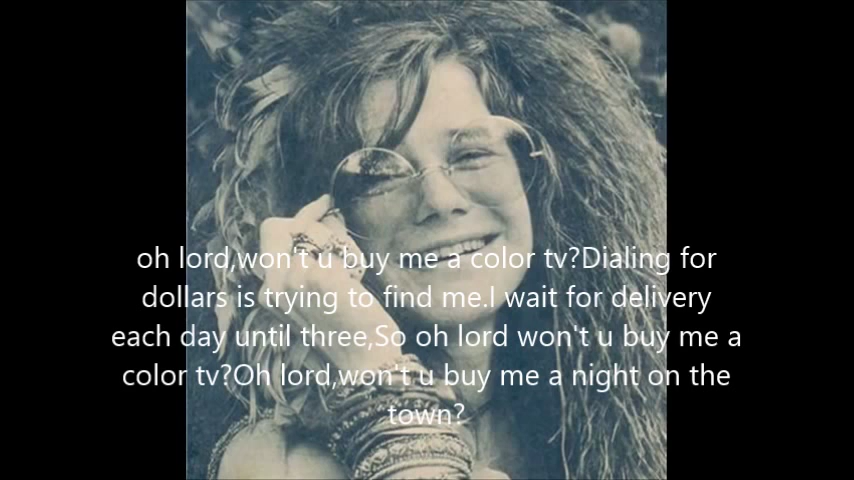 oh lord,won't u buy me a color tv?Dialing for
dollars is trying to find me.I wait for delivery
each day until three,So oh lord won't u buy me a
color tv?Oh lord,won't u buy me a night on the
town?